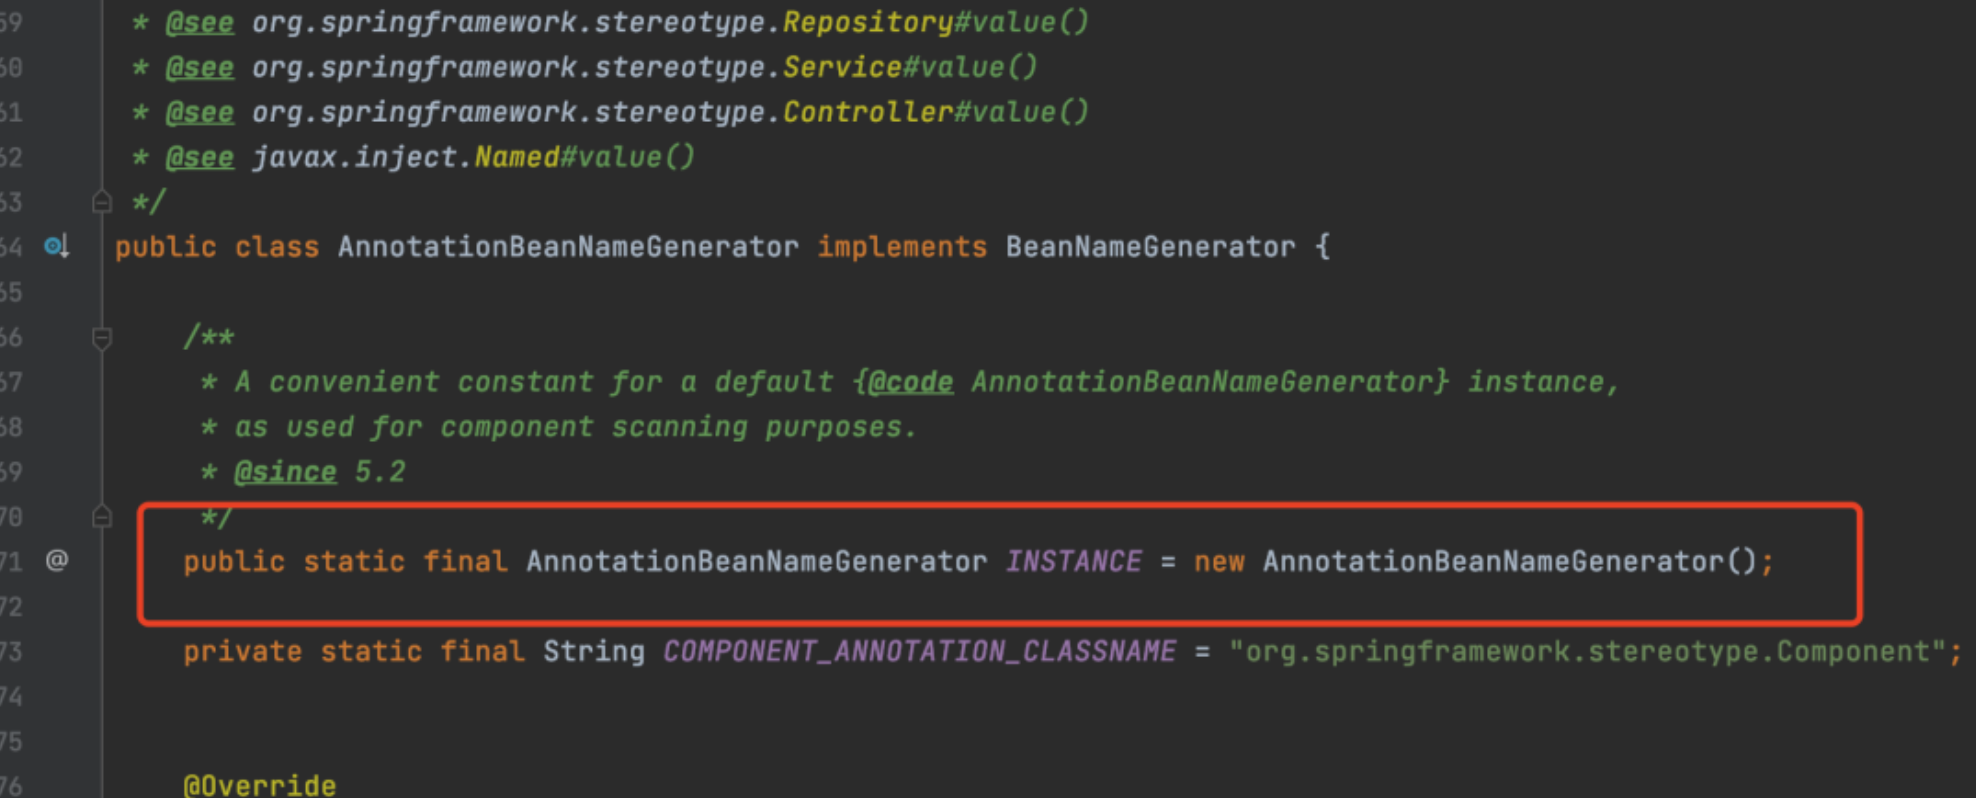 59 * @see org.springframework.stereotype.Repository#value()
60 * @see org.springframework.stereotype.Service#value()
61 * @see org.springframework.stereotype.Controller#value()
62 * @see javax.inject.Named#value()
63 */
64 public class AnnotationBeanNameGenerator implements BeanNameGenerator {
65
66 /**
67 * A convenient constant for a default {@code AnnotationBeanNameGenerator} instance,
68 * as used for component scanning purposes.
69 * @since 5.2
70 */
71 @ public static final AnnotationBeanNameGenerator INSTANCE = new AnnotationBeanNameGenerator();
72
73 private static final String COMPONENT_ANNOTATION_CLASSNAME = "org.springframework.stereotype.Component";
74
75
76 @Override